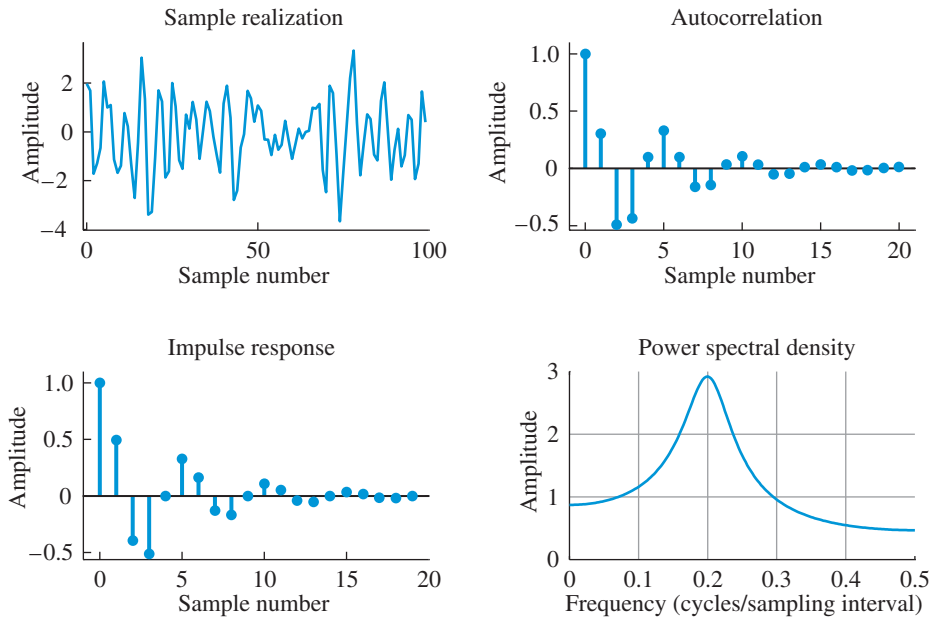 Sample realization
Amplitude
2
0
−2
−4
0
50
100
Sample number
Autocorrelation
Amplitude
1.0
0.5
0
−0.5
0
5
10
15
20
Sample number
Impulse response
Amplitude
1.0
0.5
0
−0.5
0
5
10
15
20
Sample number
Power spectral density
Amplitude
3
2
1
0
0
0.1
0.2
0.3
0.4
0.5
Frequency (cycles/sampling interval)